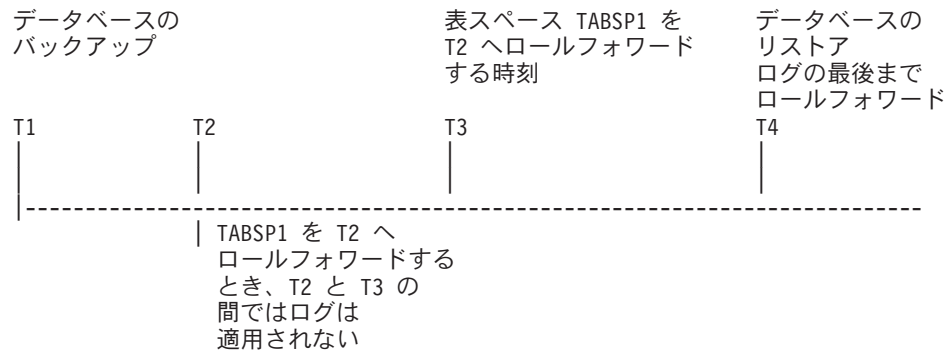 データベースの
バックアップ
表スペース TABSP1 を
T2 へロールフォワード
する時刻
データベースの
リストア
ログの最後まで
ロールフォワード
T1
T2
T3
T4
TABSP1 を T2 へ
ロールフォワードする
とき、T2 と T3 の
間ではログは
適用されない